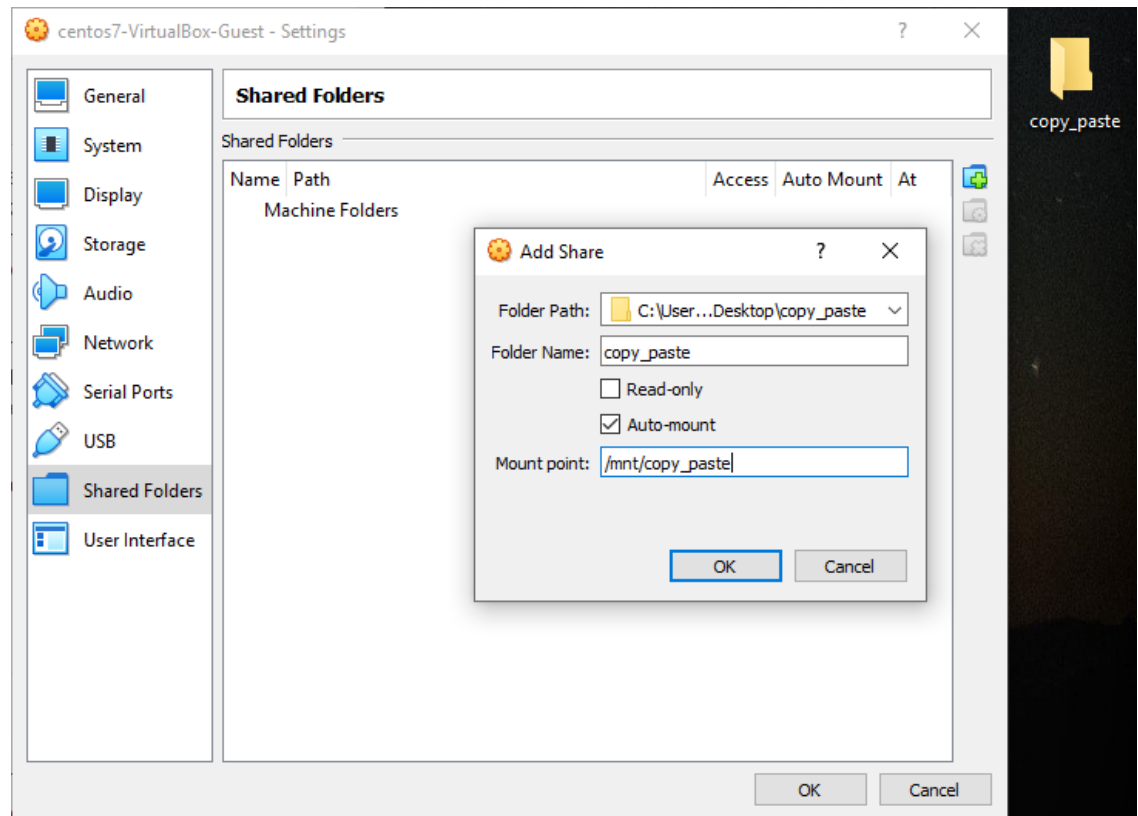 centos7-VirtualBox-Guest - Settings ?
copy_paste
General
System
Display
Storage
Audio
Network
Serial Ports
USB
Shared Folders
User Interface
Shared Folders
Shared Folders
Name Path Access Auto Mount At
Machine Folders
Add Share ?
Folder Path: C:\User...Desktop\copy_paste
Folder Name: copy_paste
Read-only
Auto-mount
Mount point: /mnt/copy_paste
OK Cancel
OK Cancel